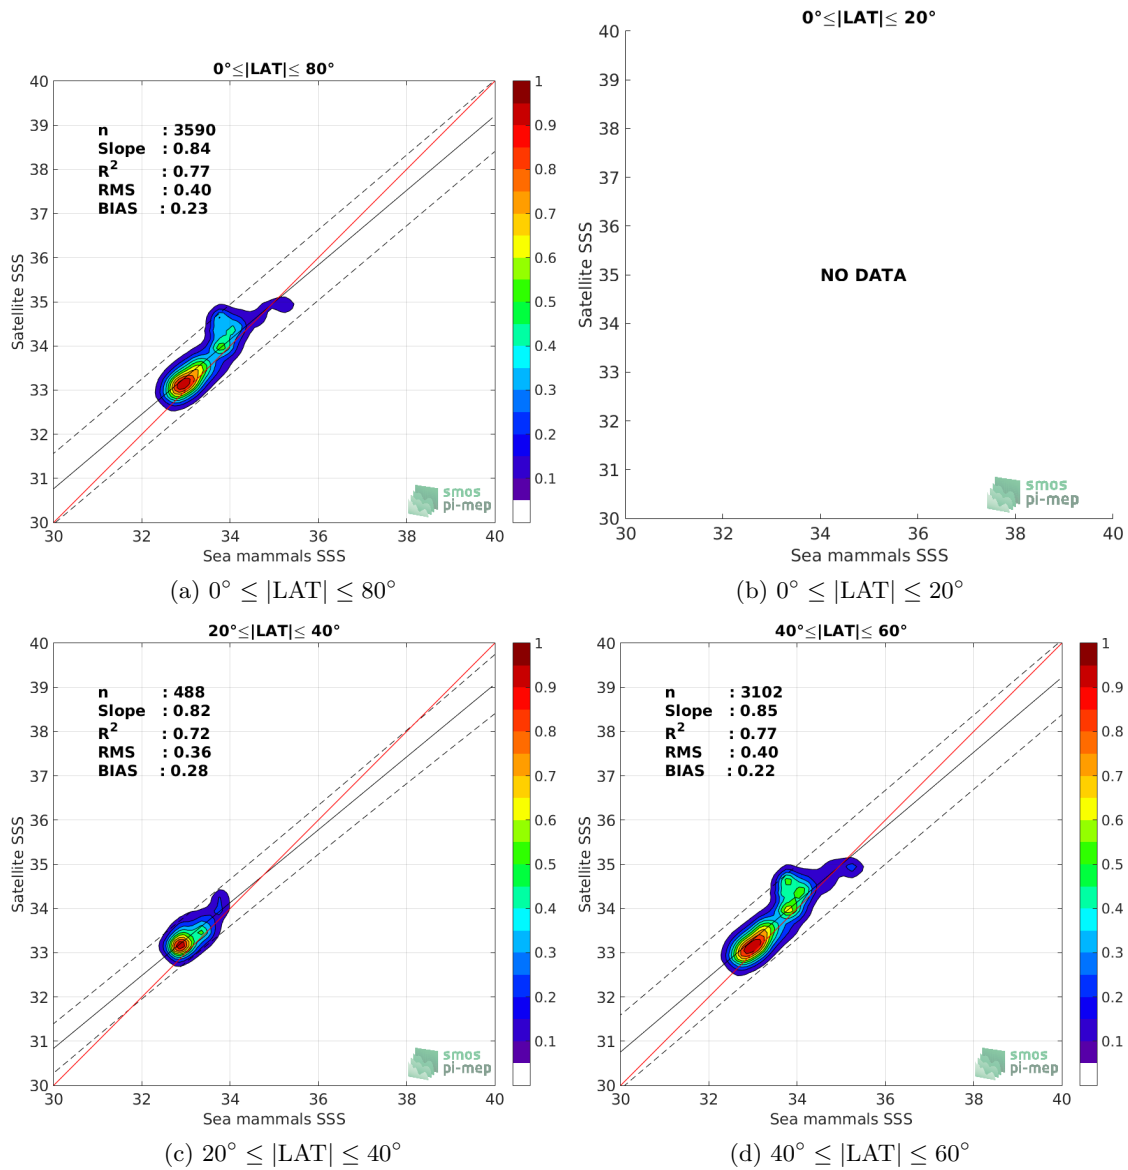 0°≤|LAT|≤ 80°
n : 3590
Slope : 0.84
R² : 0.77
RMS : 0.40
BIAS : 0.23
40
39
38
37
36
35
34
33
32
31
30
30 32 34 36 38 40
Satellite SSS
Sea mammals SSS
1
0.9
0.8
0.7
0.6
0.5
0.4
0.3
0.2
0.1
smos
pi-mep
(a) 0° ≤ |LAT| ≤ 80°
0°≤|LAT|≤ 20°
40
39
38
37
36
35
34
33
32
31
30
30 32 34 36 38 40
Satellite SSS
Sea mammals SSS
NO DATA
smos
pi-mep
(b) 0° ≤ |LAT| ≤ 20°
20°≤|LAT|≤ 40°
n : 488
Slope : 0.82
R² : 0.72
RMS : 0.36
BIAS : 0.28
40
39
38
37
36
35
34
33
32
31
30
30 32 34 36 38 40
Satellite SSS
Sea mammals SSS
1
0.9
0.8
0.7
0.6
0.5
0.4
0.3
0.2
0.1
smos
pi-mep
(c) 20° ≤ |LAT| ≤ 40°
40°≤|LAT|≤ 60°
n : 3102
Slope : 0.85
R² : 0.77
RMS : 0.40
BIAS : 0.22
40
39
38
37
36
35
34
33
32
31
30
30 32 34 36 38 40
Satellite SSS
Sea mammals SSS
1
0.9
0.8
0.7
0.6
0.5
0.4
0.3
0.2
0.1
smos
pi-mep
(d) 40° ≤ |LAT| ≤ 60°